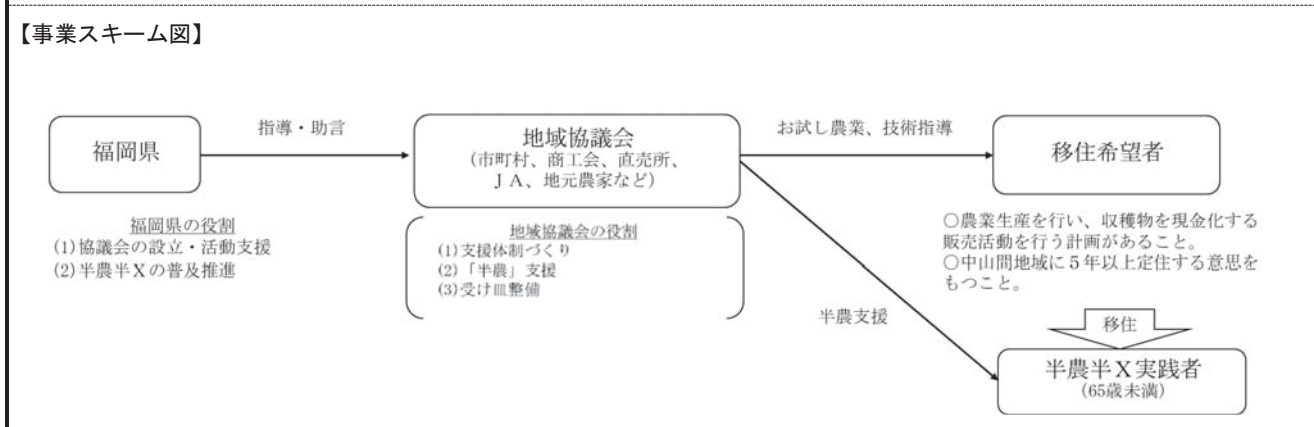 【事業スキーム図】
福岡県
指導・助言
地域協議会
(市町村、商工会、直売所、
ＪＡ、地元農家など)
お試し農業、技術指導
移住希望者
福岡県の役割
(1)協議会の設立・活動支援
(2)半農半Ｘの普及推進
地域協議会の役割
(1)支援体制づくり
(2)「半農」支援
(3)受け皿整備
○農業生産を行い、収穫物を現金化する
販売活動を行う計画があること。
○中山間地域に５年以上定住する意思を
もつこと。
半農支援
移住
半農半Ｘ実践者
(65歳未満)